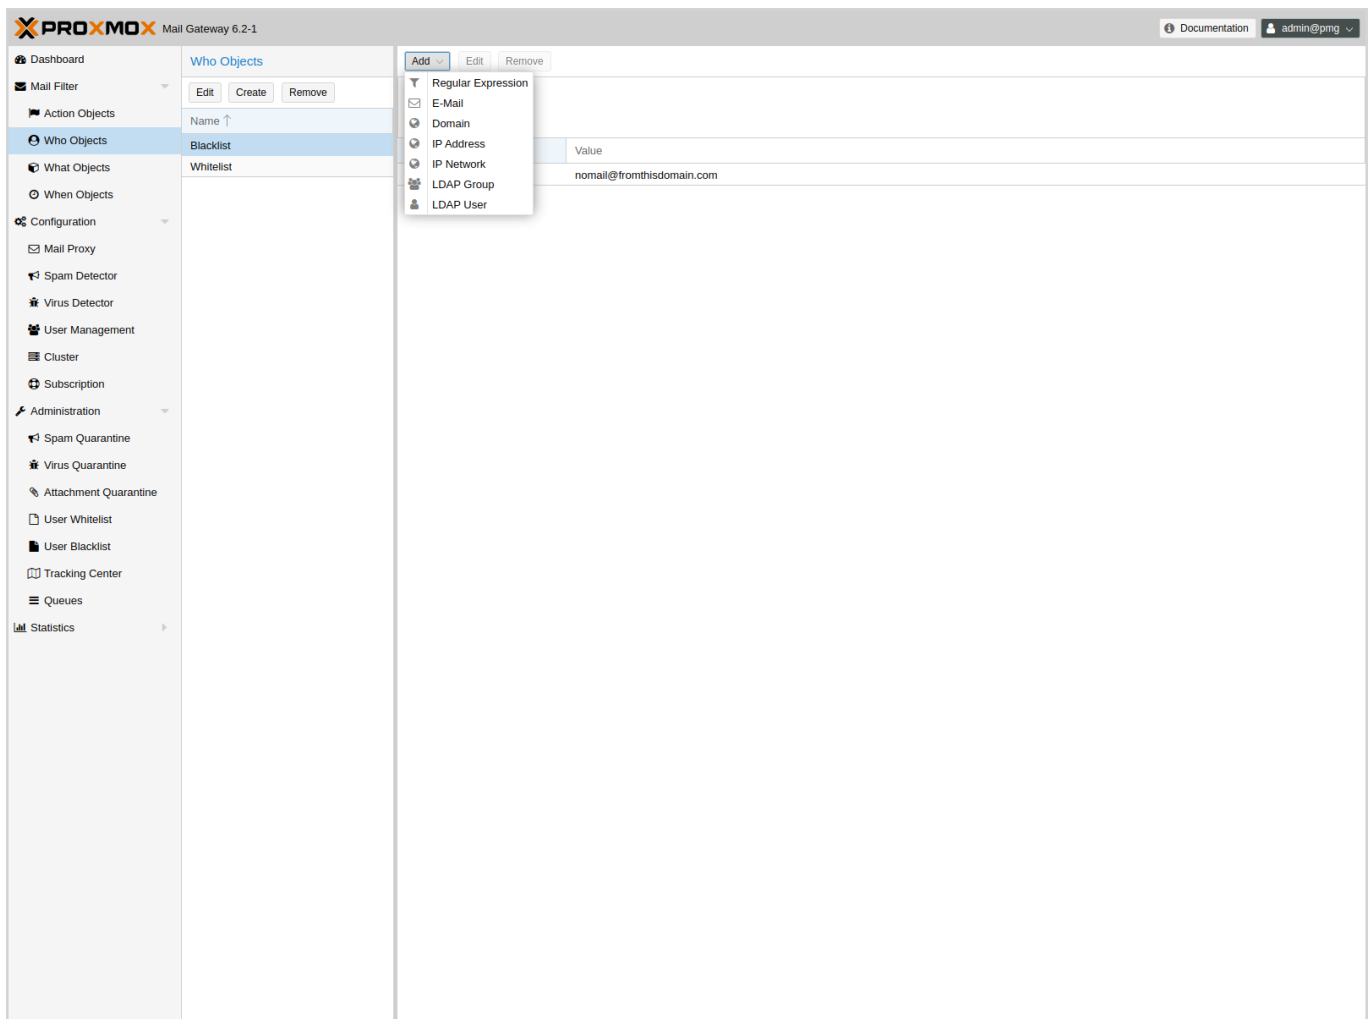 PROXMOX Mail Gateway 6.2-1
Documentation
admin@pmg
Dashboard
Mail Filter
Action Objects
Who Objects
What Objects
When Objects
Configuration
Mail Proxy
Spam Detector
Virus Detector
User Management
Cluster
Subscription
Administration
Spam Quarantine
Virus Quarantine
Attachment Quarantine
User Whitelist
User Blacklist
Tracking Center
Queues
Statistics
Who Objects
Edit Create Remove
Name
Blacklist
Whitelist
Add Edit Remove
Regular Expression
E-Mail
Domain
IP Address
IP Network
LDAP Group
LDAP User
Value
nomail@fromthisdomain.com